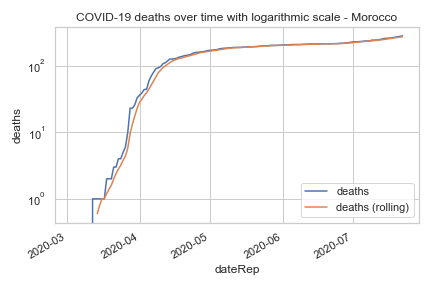 COVID-19 deaths over time with logarithmic scale - Morocco
deaths
10²
10¹
10⁰
deaths
deaths (rolling)
2020-03
2020-04
2020-05
2020-06
2020-07
dateRep